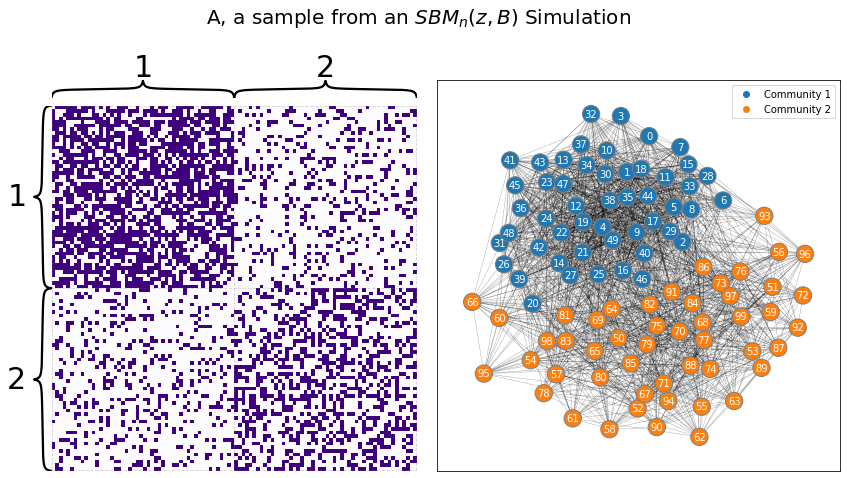 A, a sample from an $SBM_n(z, B)$ Simulation
1 2
1
2
Community 1
Community 2
32 3
0
37 10 7
41 43 13 34 1 18 15
30 11 28
45 23 47 33
38 35 44 6
36 12 5 8
93
24 19 17
48 22 4 9 29
31 49 2
42 21 40 56 96
26 14 86
39 27 25 16 46 76
73
91 51
66 20 82 84 97 72
64
60 81 69 99 59
75 68 92
70
98 83 50 79 77
65 53 87
54 85
88 74 89
95 57 80 71
78 67
94 63
52 55
61
58 90
62